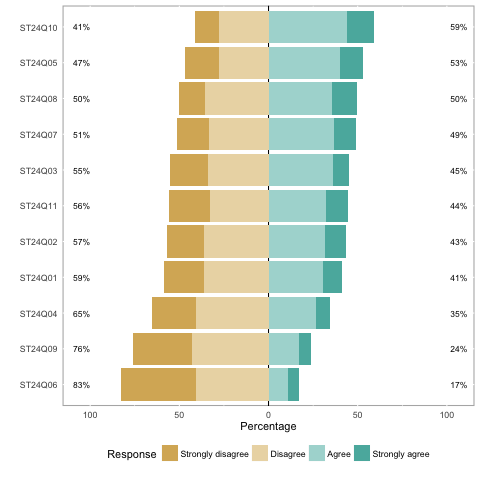 ST24Q10 41% 59%
ST24Q05 47% 53%
ST24Q08 50% 50%
ST24Q07 51% 49%
ST24Q03 55% 45%
ST24Q11 56% 44%
ST24Q02 57% 43%
ST24Q01 59% 41%
ST24Q04 65% 35%
ST24Q09 76% 24%
ST24Q06 83% 17%
100 50 0 50 100
Percentage
Response Strongly disagree Disagree Agree Strongly agree